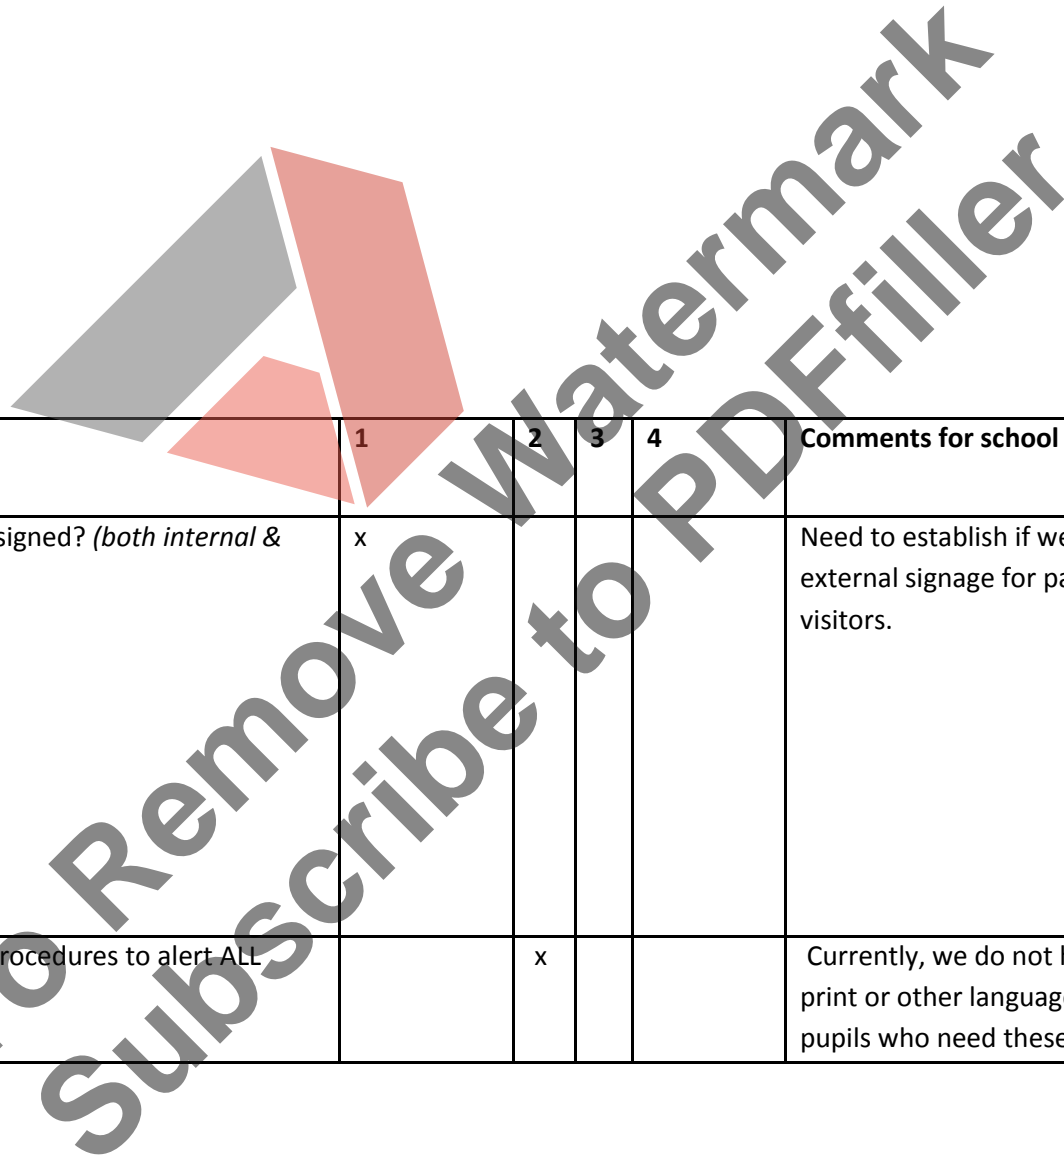 1 2 3 4 Comments for school
signed? (both internal & x Need to establish if we
external signage for pa
visitors.
rocedures to alert ALL x Currently, we do not
print or other languag
pupils who need these
To Remove Watermark
Subscribe to PDFfiller